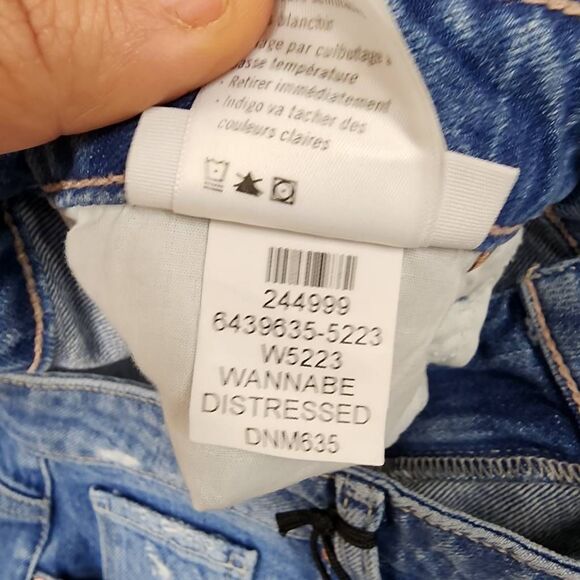 blanchir
par culbutage à
basse température
- Retirer immédiatement
- Indigo va tacher des
couleurs claires
244999
6439635-5223
W5223
WANNABE
DISTRESSED
DNM635